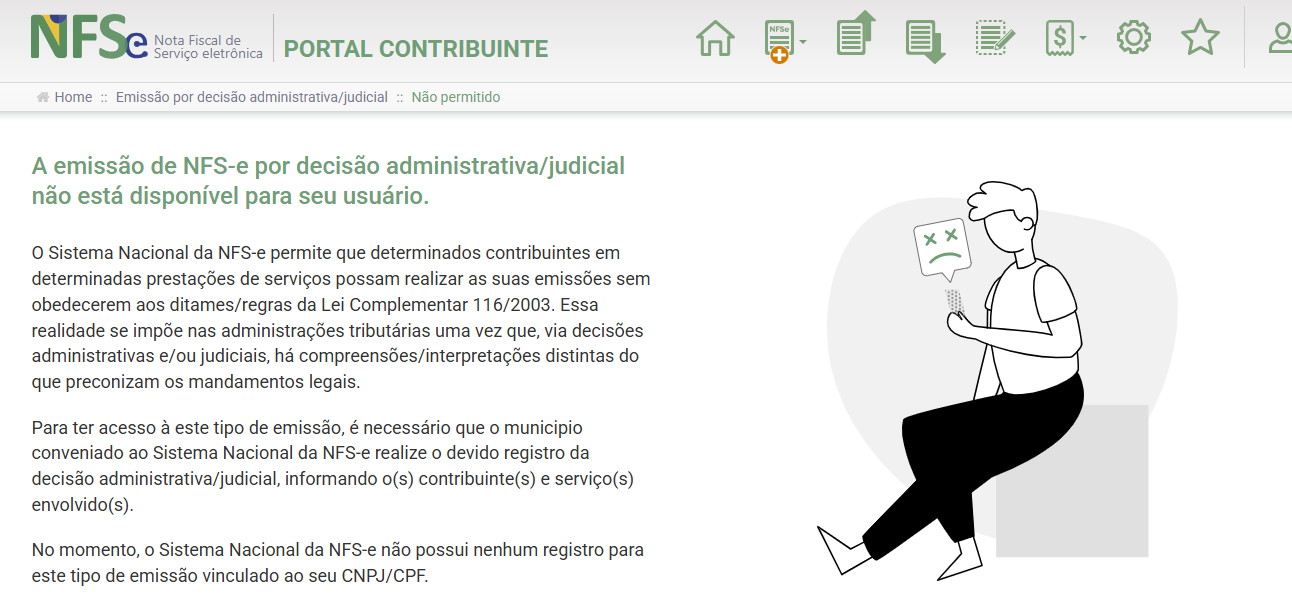 NFSe
Nota Fiscal de
Serviço eletrônica
PORTAL CONTRIBUINTE
NFSe
$
Home :: Emissão por decisão administrativa/judicial :: Não permitido
A emissão de NFS-e por decisão administrativa/judicial
não está disponível para seu usuário.
O Sistema Nacional da NFS-e permite que determinados contribuintes em
determinadas prestações de serviços possam realizar as suas emissões sem
obedecerem aos ditames/regras da Lei Complementar 116/2003. Essa
realidade se impõe nas administrações tributárias uma vez que, via decisões
administrativas e/ou judiciais, há compreensões/interpretações distintas do
que preconizam os mandamentos legais.
Para ter acesso à este tipo de emissão, é necessário que o municipio
conveniado ao Sistema Nacional da NFS-e realize o devido registro da
decisão administrativa/judicial, informando o(s) contribuinte(s) e serviço(s)
envolvido(s).
No momento, o Sistema Nacional da NFS-e não possui nenhum registro para
este tipo de emissão vinculado ao seu CNPJ/CPF.